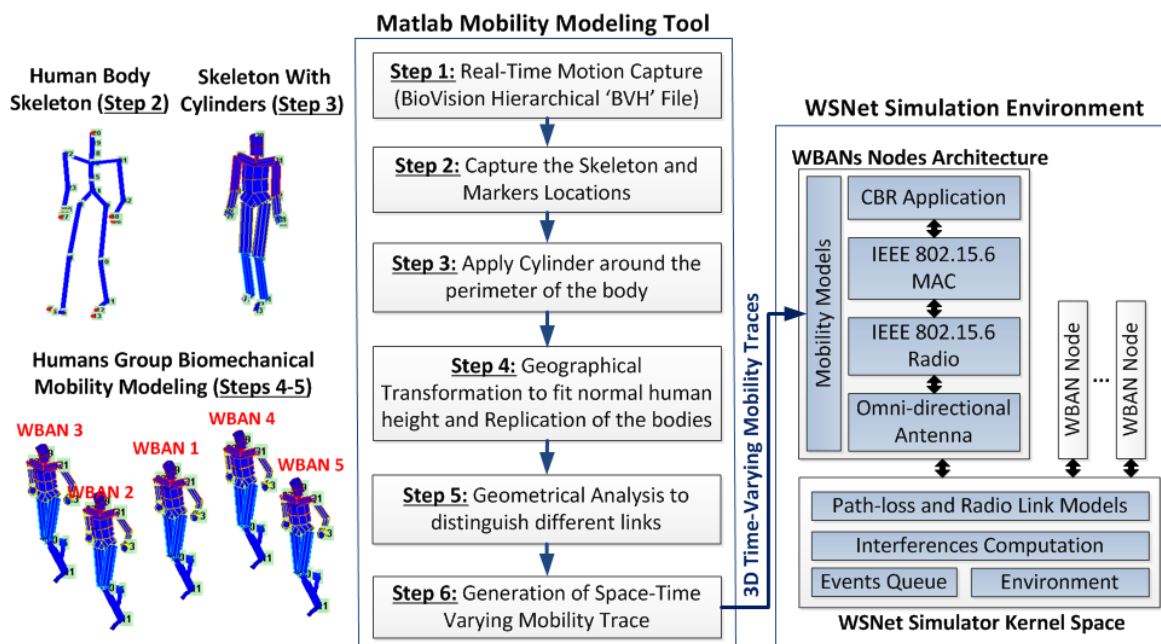 Matlab Mobility Modeling Tool
Human Body
Skeleton (Step 2)
Skeleton With
Cylinders (Step 3)
Humans Group Biomechanical
Mobility Modeling (Steps 4-5)
WBAN 3
WBAN 2
WBAN 1
WBAN 4
WBAN 5
Step 1: Real-Time Motion Capture
(BioVision Hierarchical ‘BVH’ File)
Step 2: Capture the Skeleton and
Markers Locations
Step 3: Apply Cylinder around the
perimeter of the body
Step 4: Geographical
Transformation to fit normal human
height and Replication of the bodies
Step 5: Geometrical Analysis to
distinguish different links
Step 6: Generation of Space-Time
Varying Mobility Trace
3D Time-Varying Mobility Traces
WSNet Simulation Environment
WBANs Nodes Architecture
Mobility Models
CBR Application
IEEE 802.15.6
MAC
IEEE 802.15.6
Radio
Omni-directional
Antenna
WBAN Node
...
WBAN Node
Path-loss and Radio Link Models
Interferences Computation
Events Queue
Environment
WSNet Simulator Kernel Space